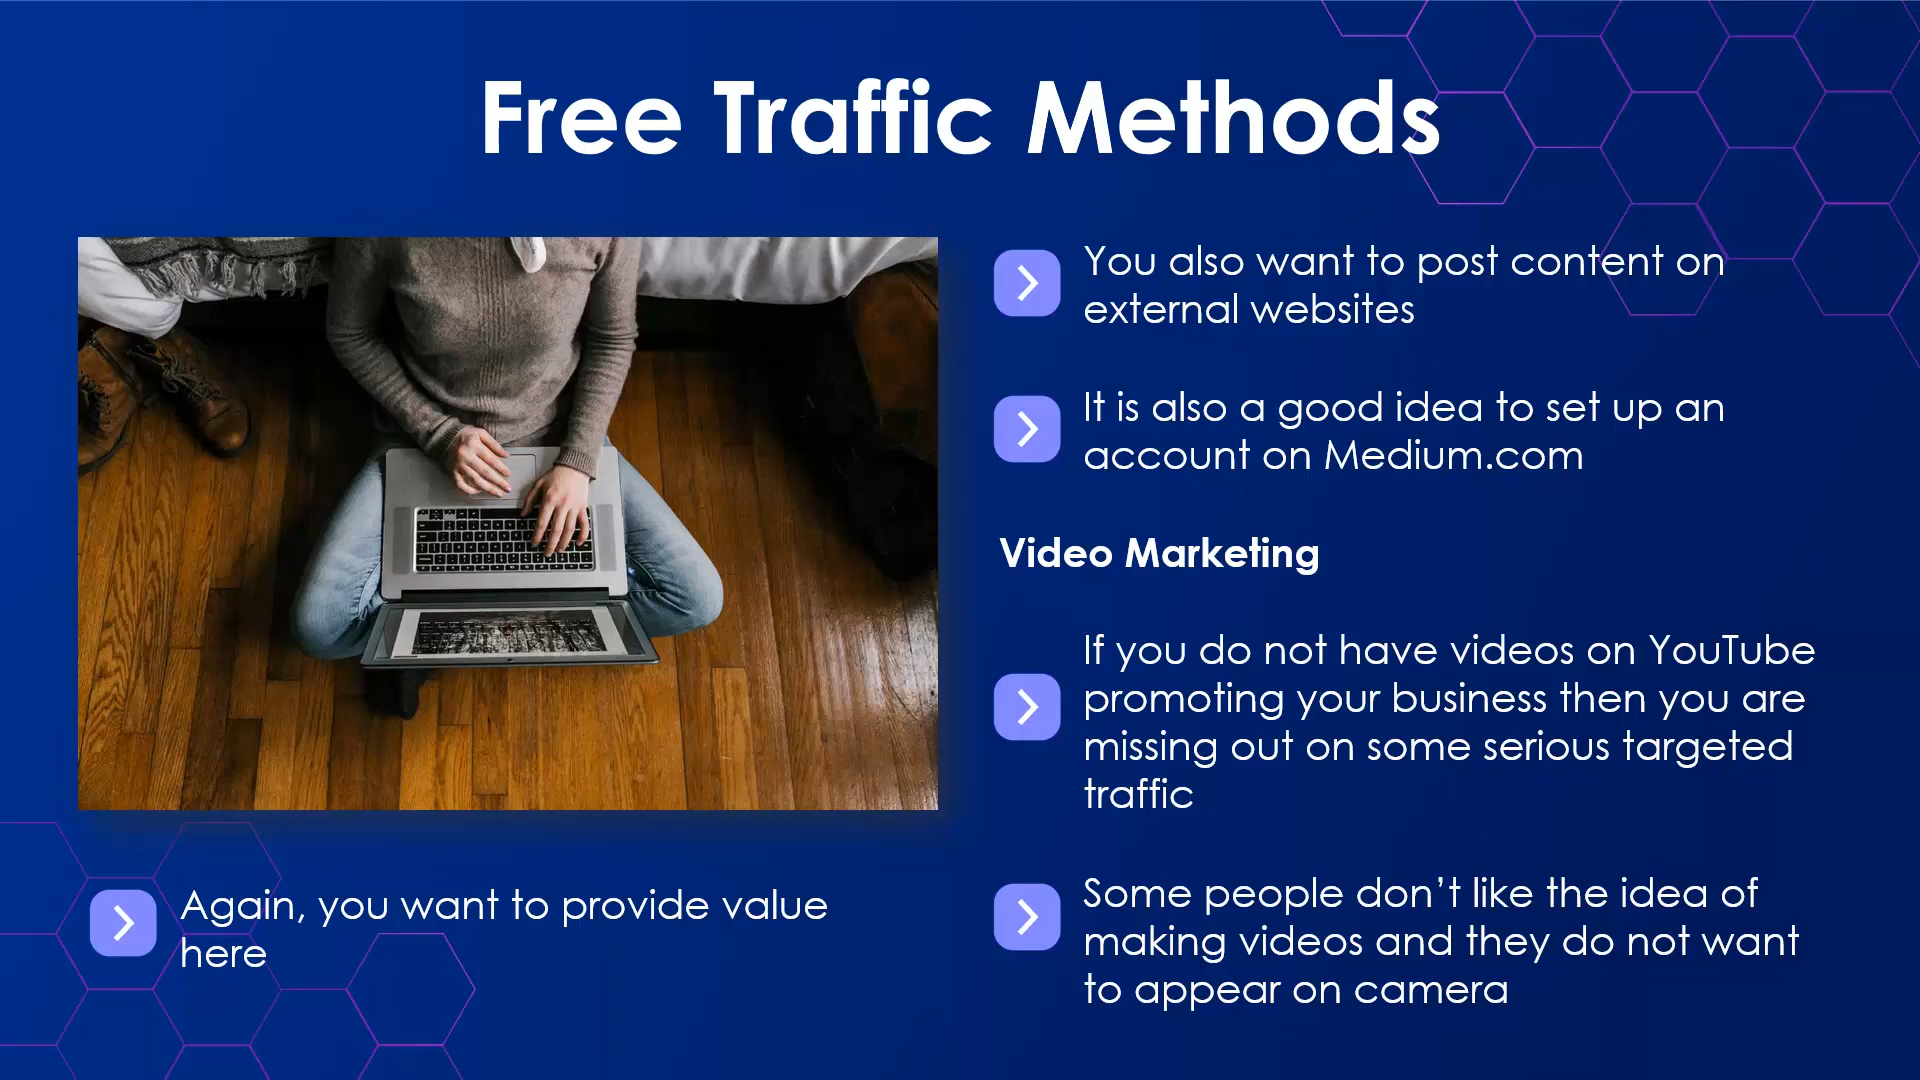 Free Traffic Methods
Again, you want to provide value
here
You also want to post content on
external websites
It is also a good idea to set up an
account on Medium.com
Video Marketing
If you do not have videos on YouTube
promoting your business then you are
missing out on some serious targeted
traffic
Some people don’t like the idea of
making videos and they do not want
to appear on camera